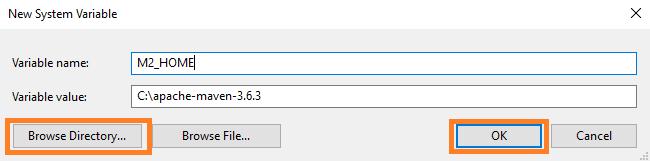 New System Variable
Variable name: M2_HOME
Variable value: C:\apache-maven-3.6.3
Browse Directory... Browse File... OK Cancel